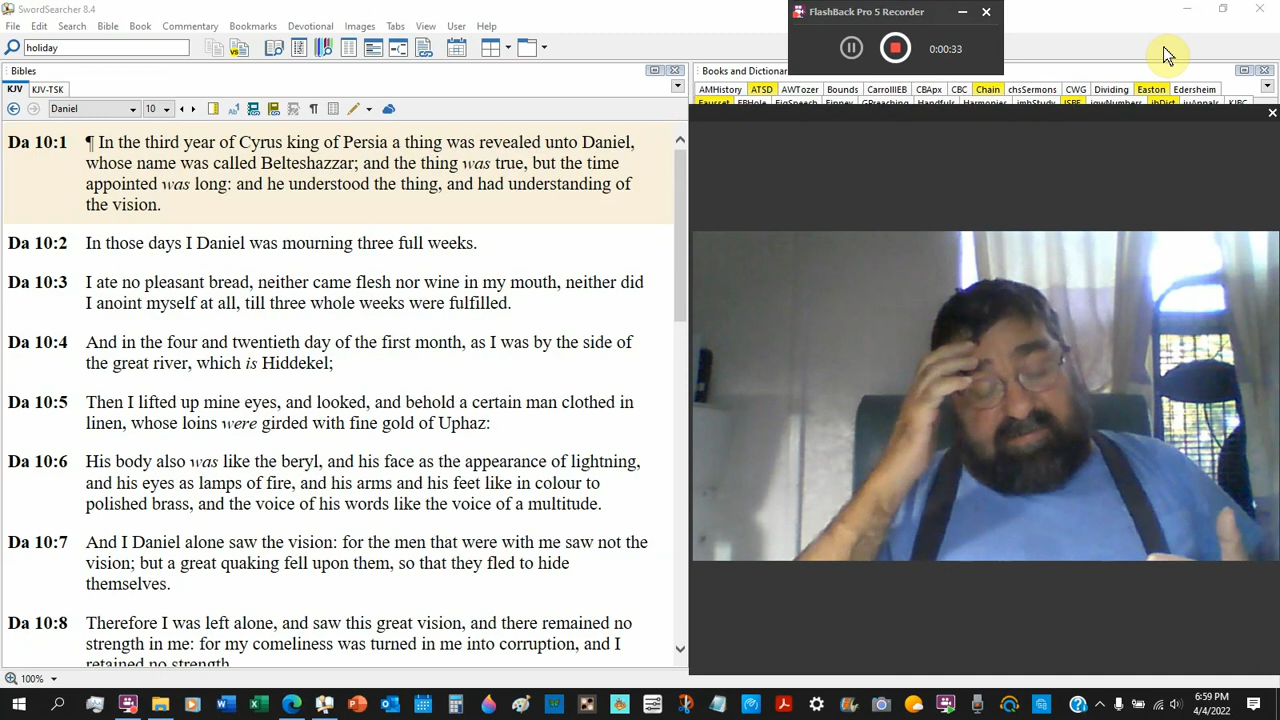 SwordSearcher 8.4
FlashBack Pro 5 Recorder
File Edit Search Bible Book Commentary Bookmarks Devotional Images Tabs View User Help
0:00:33
holiday
Bibles
Books and Dictionar
KJV KJV-TSK
AMHistory ATSD AWTozer Bounds CarrollIEB CBApx CBC Chain chsSermons CWG Dividing Easton Edersheim
Daniel 10
Da 10:1 ¶ In the third year of Cyrus king of Persia a thing was revealed unto Daniel,
whose name was called Belteshazzar; and the thing was true, but the time
appointed was long: and he understood the thing, and had understanding of
the vision.
Da 10:2 In those days I Daniel was mourning three full weeks.
Da 10:3 I ate no pleasant bread, neither came flesh nor wine in my mouth, neither did
I anoint myself at all, till three whole weeks were fulfilled.
Da 10:4 And in the four and twentieth day of the first month, as I was by the side of
the great river, which is Hiddekel;
Da 10:5 Then I lifted up mine eyes, and looked, and behold a certain man clothed in
linen, whose loins were girded with fine gold of Uphaz:
Da 10:6 His body also was like the beryl, and his face as the appearance of lightning,
and his eyes as lamps of fire, and his arms and his feet like in colour to
polished brass, and the voice of his words like the voice of a multitude.
Da 10:7 And I Daniel alone saw the vision: for the men that were with me saw not the
vision; but a great quaking fell upon them, so that they fled to hide
themselves.
Da 10:8 Therefore I was left alone, and saw this great vision, and there remained no
strength in me: for my comeliness was turned in me into corruption, and I
retained no strength.
100%
6:59 PM
4/4/2022